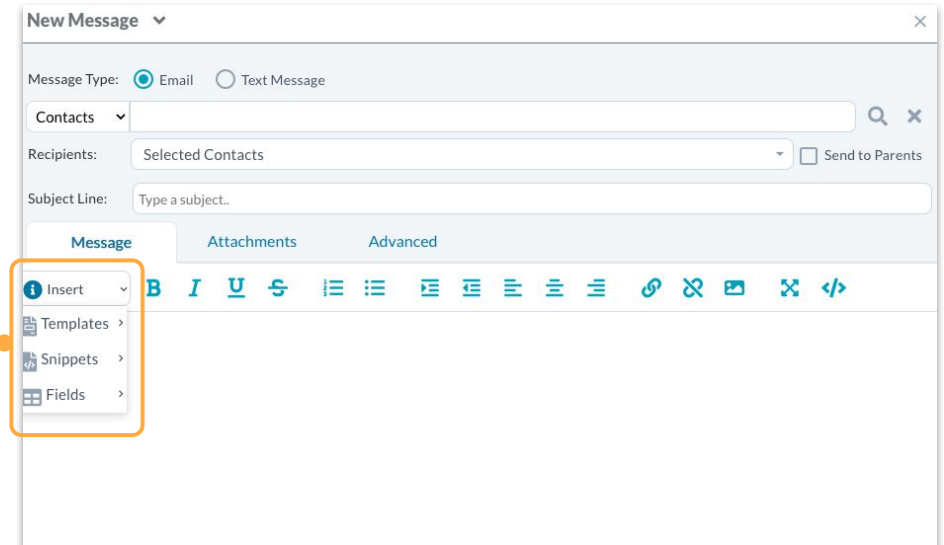 New Message
Message Type: Email Text Message
Contacts
Recipients: Selected Contacts Send to Parents
Subject Line: Type a subject..
Message Attachments Advanced
Insert B I U S
Templates
Snippets
Fields